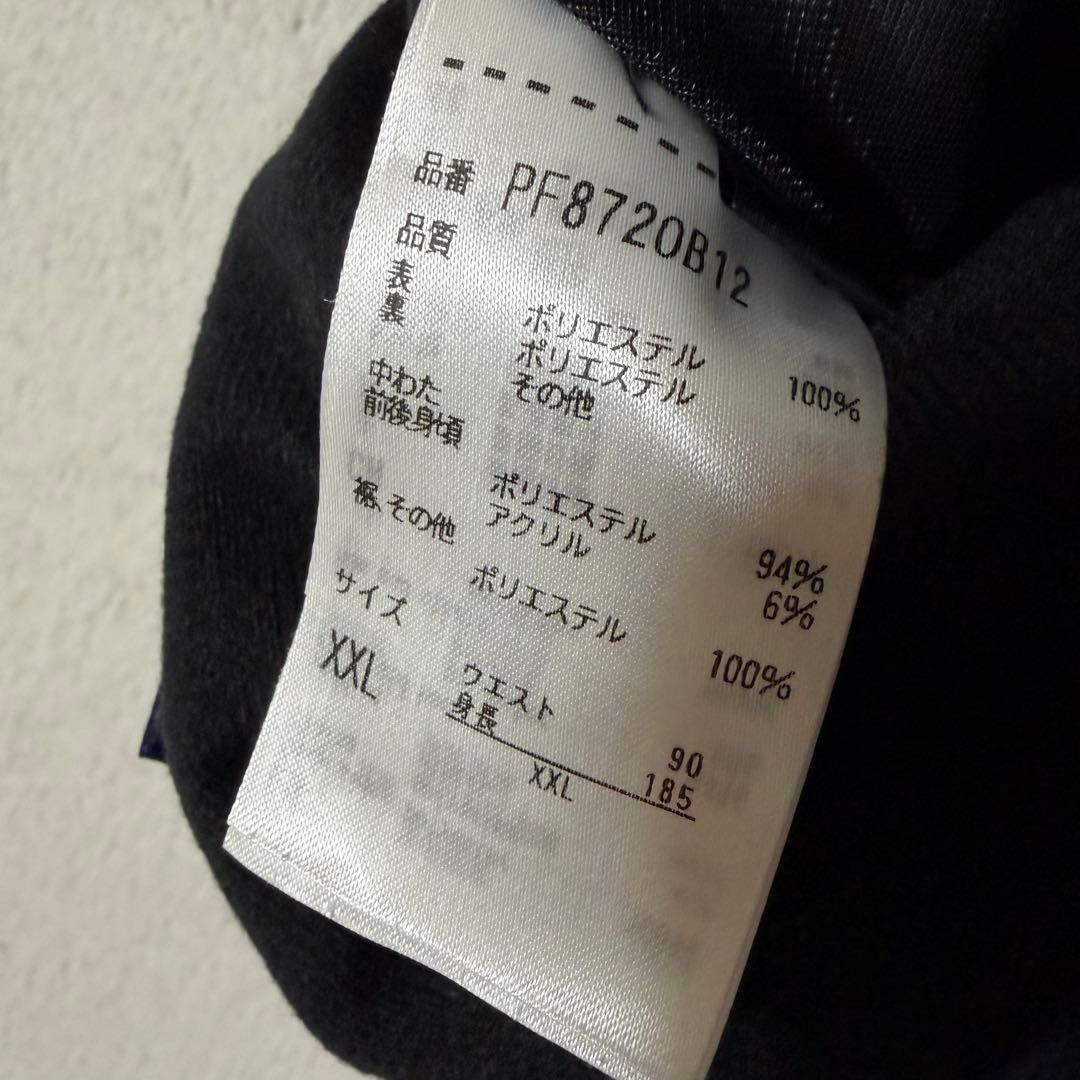 品番 PF8720B12
品質
表 ポリエステル 100%
裏 ポリエステル
その他
中わた
前後身頃 ポリエステル 94%
アクリル 6%
裾、その他 ポリエステル 100%
サイズ
XXL ウエスト 90
身長 185
XXL